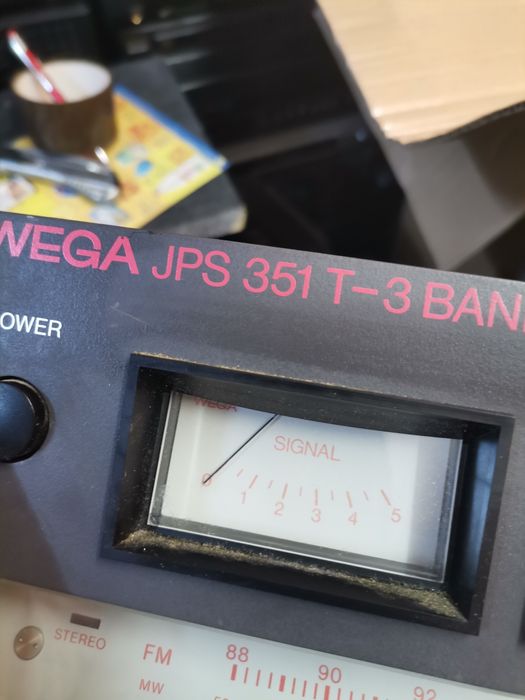 WEGA JPS 351 T-3 BAN
OWER
WEGA
SIGNAL
0 1 2 3 4 5
STEREO
FM 88 90 92
MW